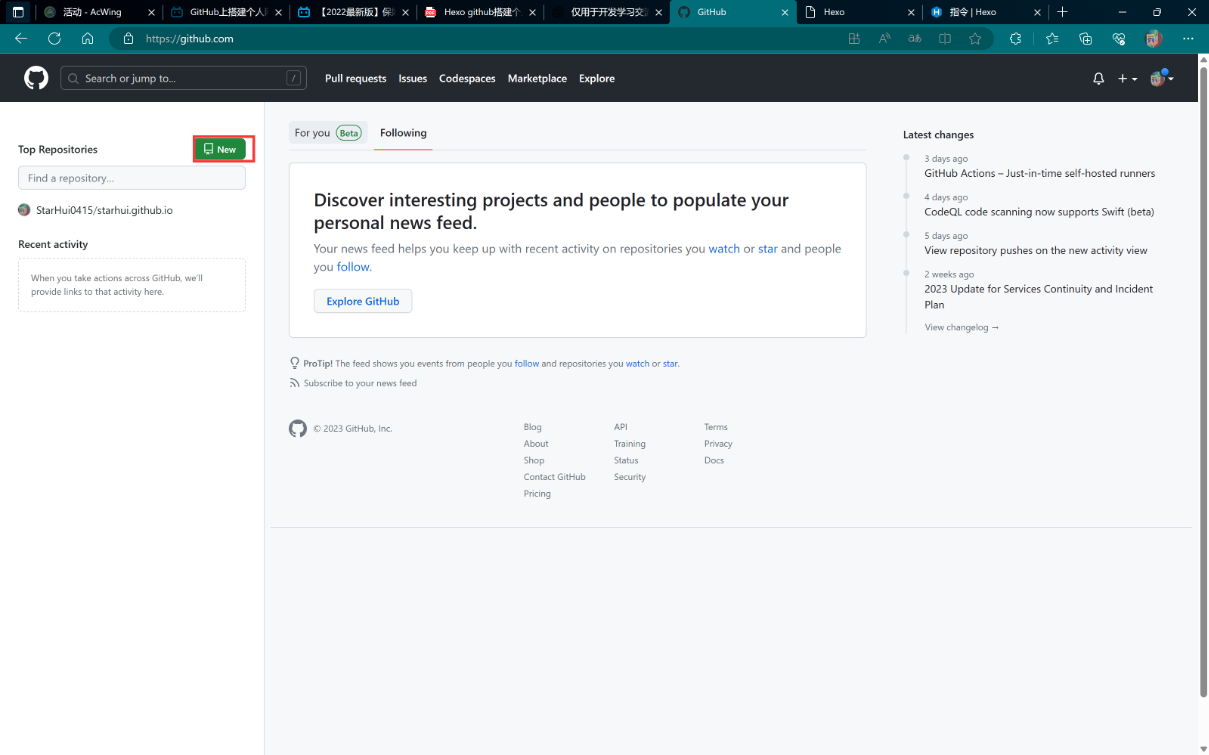 活动 - AcWing
GitHub上搭建个人
【2022最新版】保
Hexo github搭建个
仅用于开发学习交
GitHub
Hexo
指令 | Hexo
https://github.com
Search or jump to...
/
Pull requests
Issues
Codespaces
Marketplace
Explore
Top Repositories
New
Find a repository...
StarHui0415/starhui.github.io
Recent activity
When you take actions across GitHub, we'll
provide links to that activity here.
For you Beta
Following
Discover interesting projects and people to populate your
personal news feed.
Your news feed helps you keep up with recent activity on repositories you watch or star and people
you follow.
Explore GitHub
ProTip! The feed shows you events from people you follow and repositories you watch or star.
Subscribe to your news feed
© 2023 GitHub, Inc.
Blog
About
Shop
Contact GitHub
Pricing
API
Training
Status
Security
Terms
Privacy
Docs
Latest changes
3 days ago
GitHub Actions – Just-in-time self-hosted runners
4 days ago
CodeQL code scanning now supports Swift (beta)
5 days ago
View repository pushes on the new activity view
2 weeks ago
2023 Update for Services Continuity and Incident
Plan
View changelog →